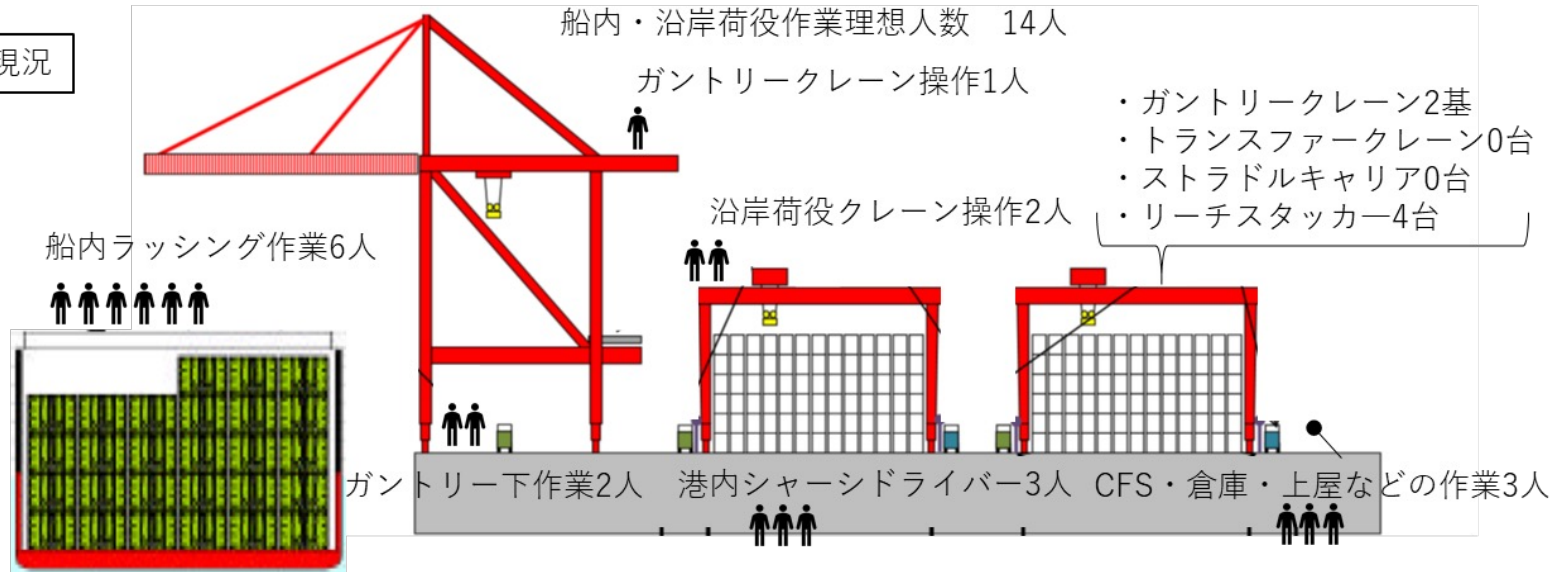 現況
船内・沿岸荷役作業理想人数　14人
ガントリークレーン操作1人
・ガントリークレーン2基
・トランスファークレーン0台
・ストラドルキャリア0台
・リーチスタッカー4台
沿岸荷役クレーン操作2人
船内ラッシング作業6人
ガントリー下作業2人
港内シャーシドライバー3人
CFS・倉庫・上屋などの作業3人